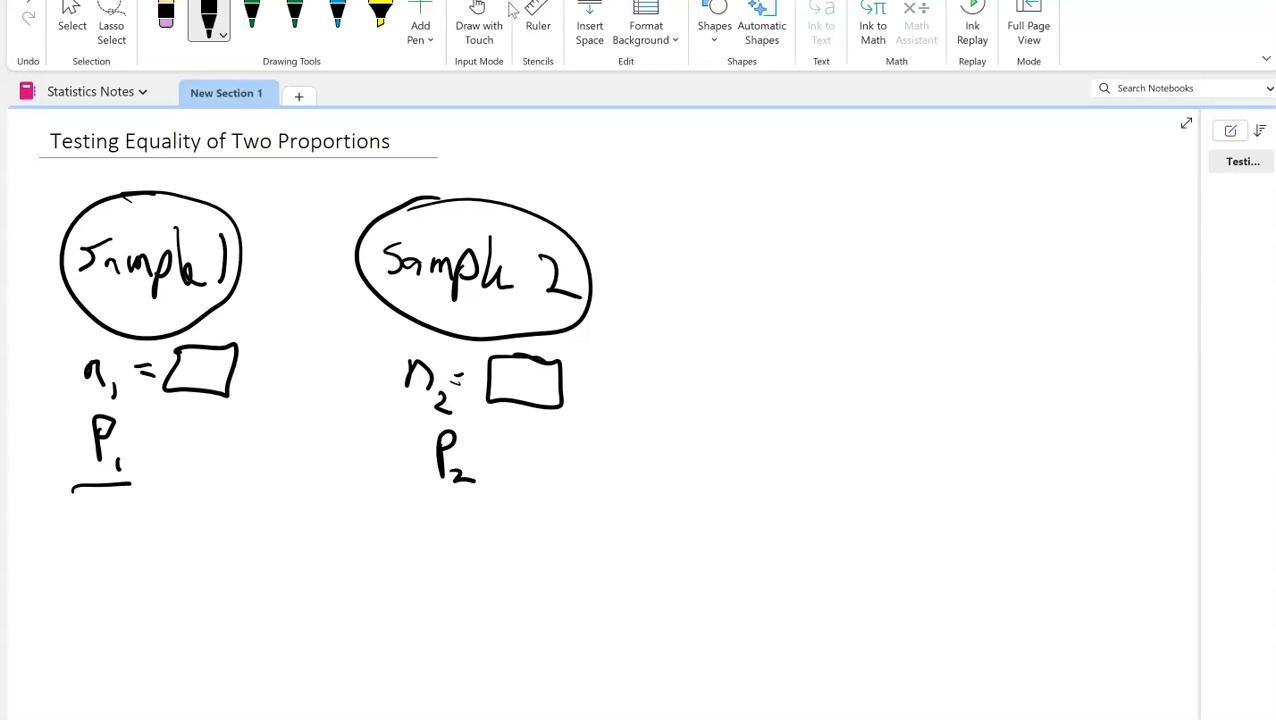 Select
Lasso Select
Add Pen
Draw with Touch
Ruler
Insert Space
Format Background
Shapes
Automatic Shapes
Ink to Text
Ink to Math
Math Assistant
Ink Replay
Full Page View
Undo
Selection
Drawing Tools
Input Mode
Stencils
Edit
Shapes
Text
Math
Replay
Mode
Statistics Notes
New Section 1
+
Search Notebooks
Testing Equality of Two Proportions
Testi...
Sample 1
Sample 2
n₁ =
n₂ =
P₁
P₂